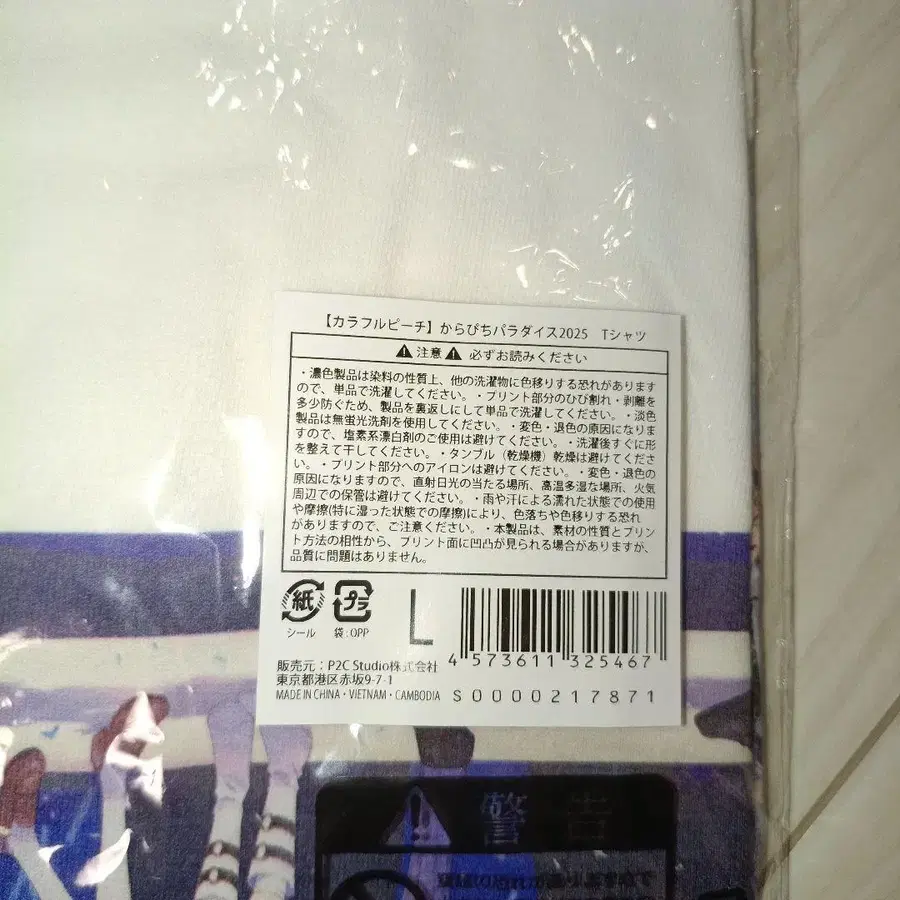 【カラフルピーチ】からぴちパラダイス2025　Tシャツ
⚠ 注意 ⚠ 必ずお読みください
・濃色製品は染料の性質上、他の洗濯物に色移りする恐れがあります
ので、単品で洗濯してください。・プリント部分のひび割れ・剥離を
多少防ぐため、製品を裏返しにして単品で洗濯してください。・淡色
製品は無蛍光洗剤を使用してください。・変色・退色の原因になりま
すので、塩素系漂白剤のご使用は避けてください。・洗濯後すぐに形
を整えて干してください。・タンブル（乾燥機）乾燥は避けてくださ
い。・プリント部分へのアイロンは避けてください。・変色・退色の
原因になりますので、直射日光の当たる場所、高温多湿な場所、火気
周辺での保管は避けてください。・雨や汗による濡れた状態での使用
や摩擦(特に湿った状態での摩擦)により、色落ちや色移りする恐れ
がありますので、ご注意ください。・本製品は、素材の性質とプリン
ト方法の相性から、プリント面に凹凸が見られる場合がありますが、
品質に問題はありません。
紙
シール
プラ
袋：OPP
L
4 573611 325467
販売元：P2C Studio株式会社
東京都港区赤坂9-7-1
MADE IN CHINA・VIETNAM・CAMBODIA
S0000217871
警